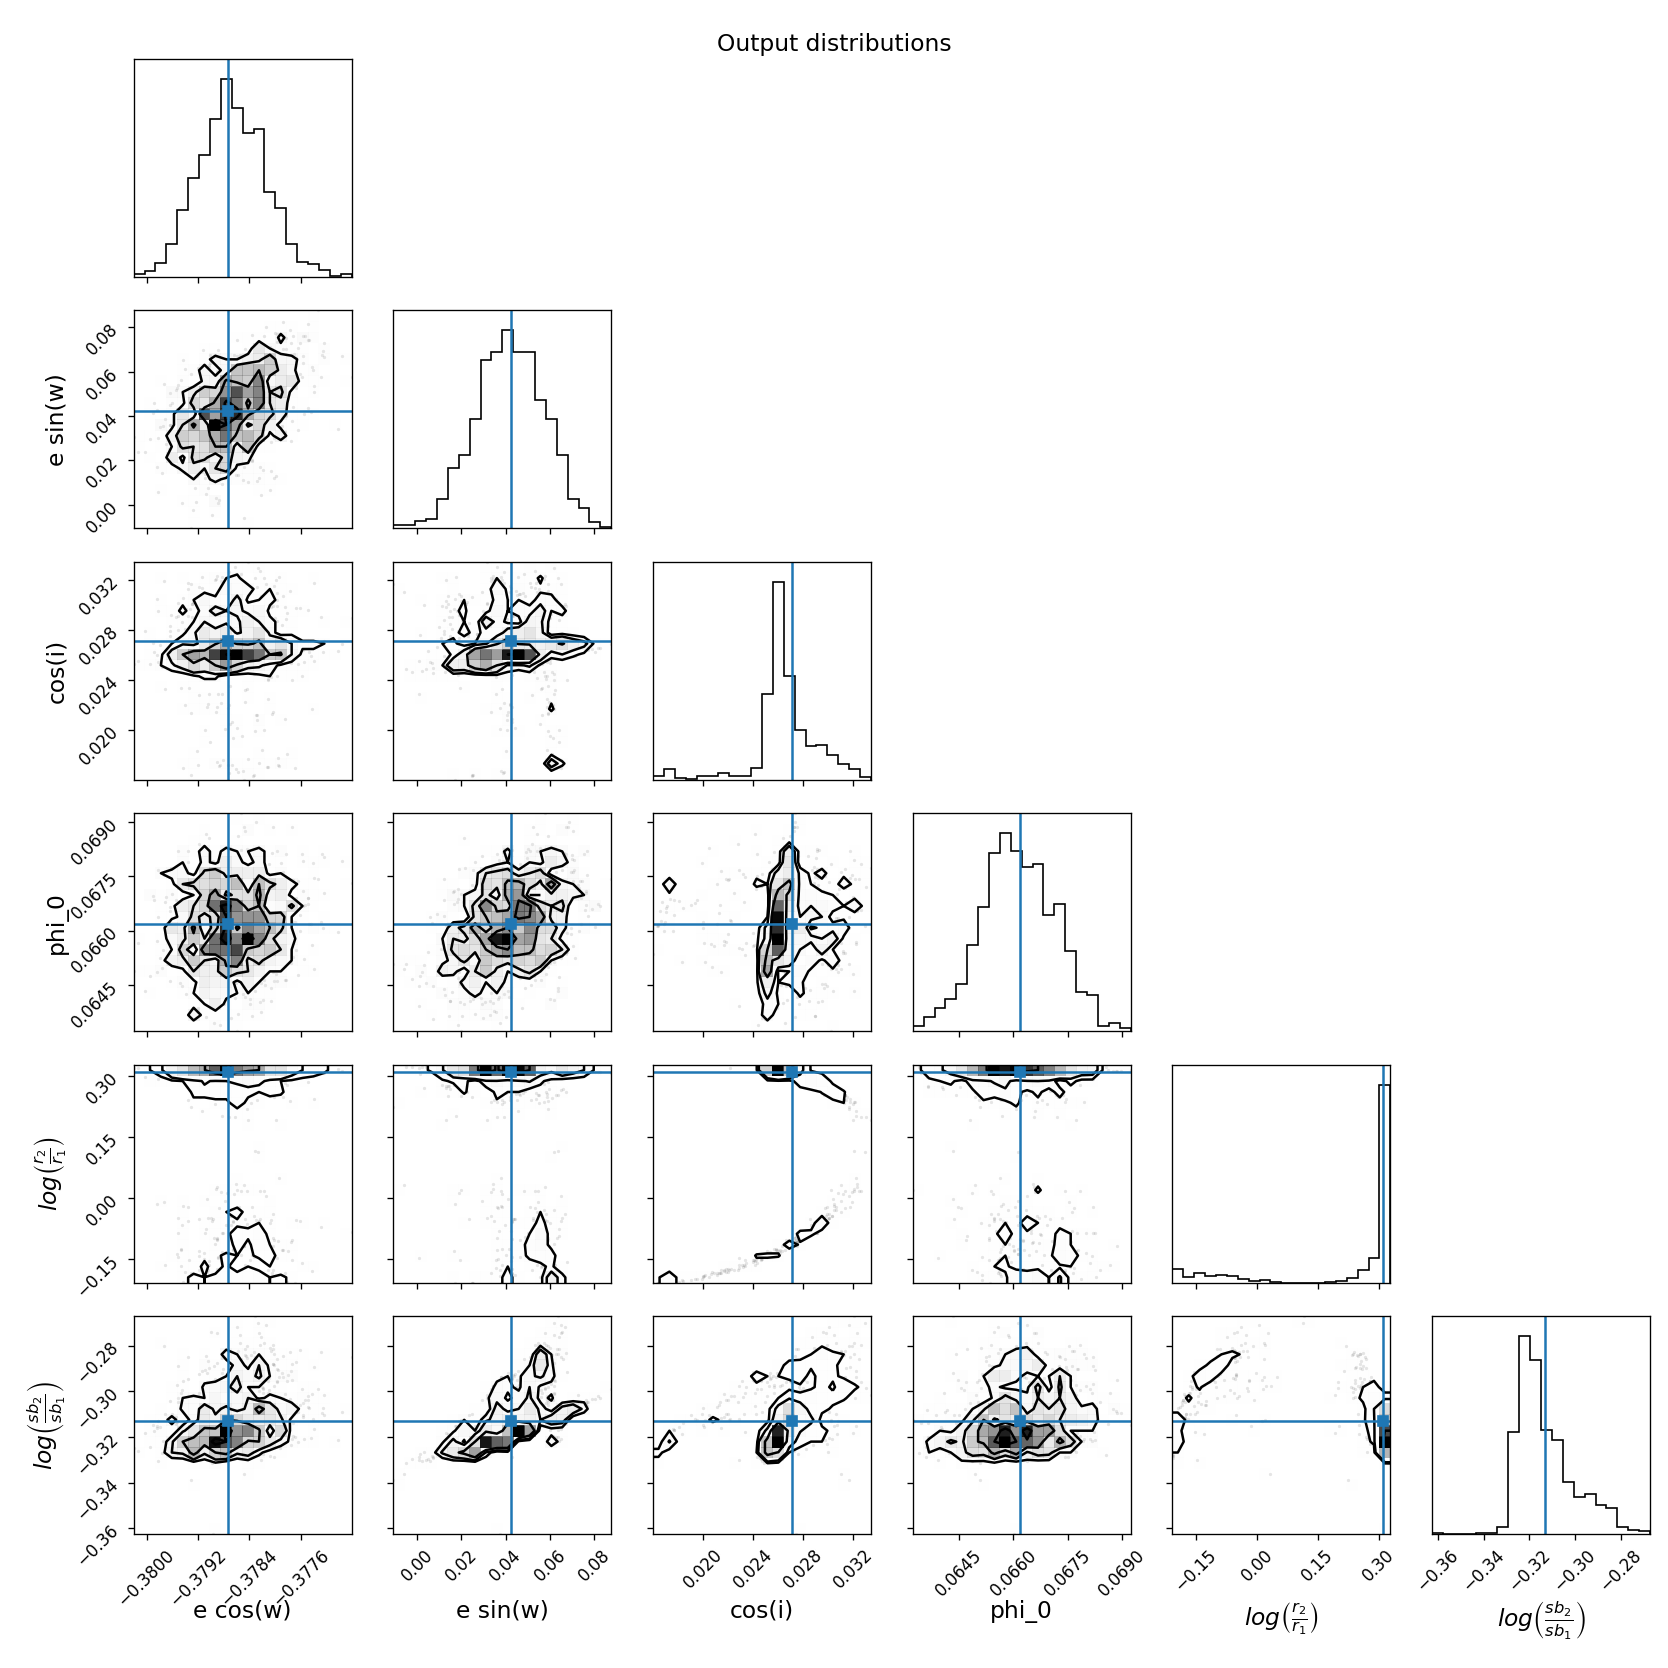 Output distributions
e sin(w)
0.08
0.06
0.04
0.02
0.00
cos(i)
0.032
0.028
0.024
0.020
phi_0
0.0690
0.0675
0.0660
0.0645
log(r₂/r₁)
0.30
0.15
0.00
−0.15
log(sb₂/sb₁)
−0.28
−0.30
−0.32
−0.34
−0.36
−0.3800 −0.3792 −0.3784 −0.3776
e cos(w)
0.00 0.02 0.04 0.06 0.08
e sin(w)
0.020 0.024 0.028 0.032
cos(i)
0.0645 0.0660 0.0675 0.0690
phi_0
−0.15 0.00 0.15 0.30
log(r₂/r₁)
−0.36 −0.34 −0.32 −0.30 −0.28
log(sb₂/sb₁)